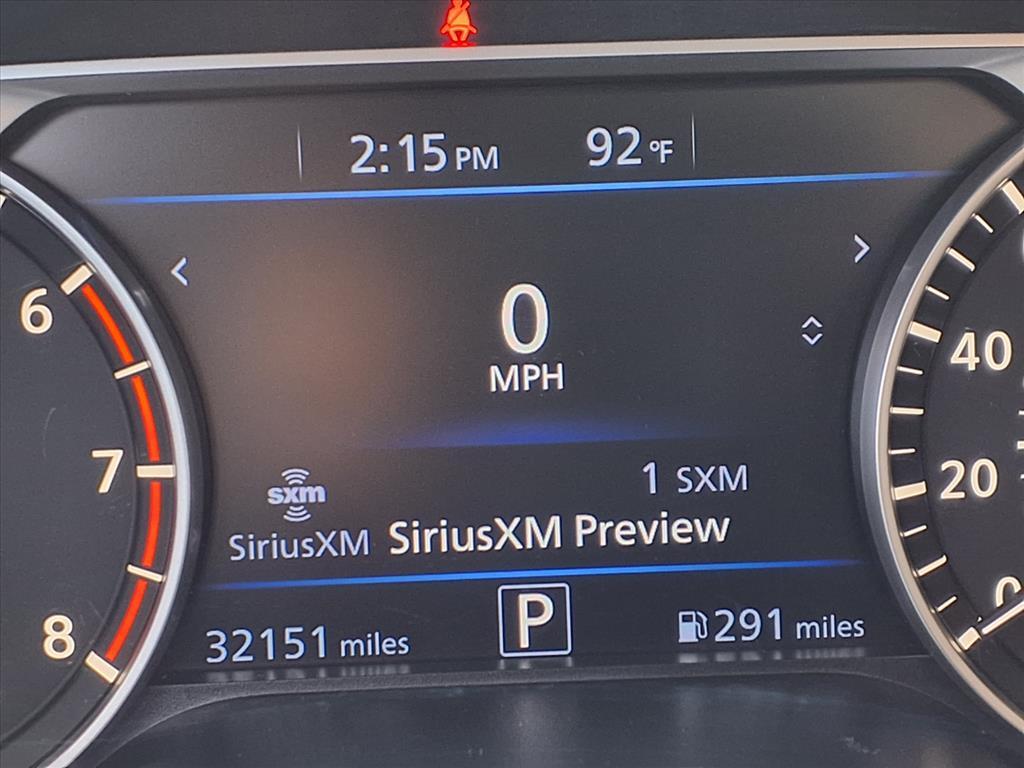 2:15 PM 92 °F
6
0
MPH
40
7
20
sxm
1 SXM
SiriusXM SiriusXM Preview
0
8
32151 miles P 291 miles